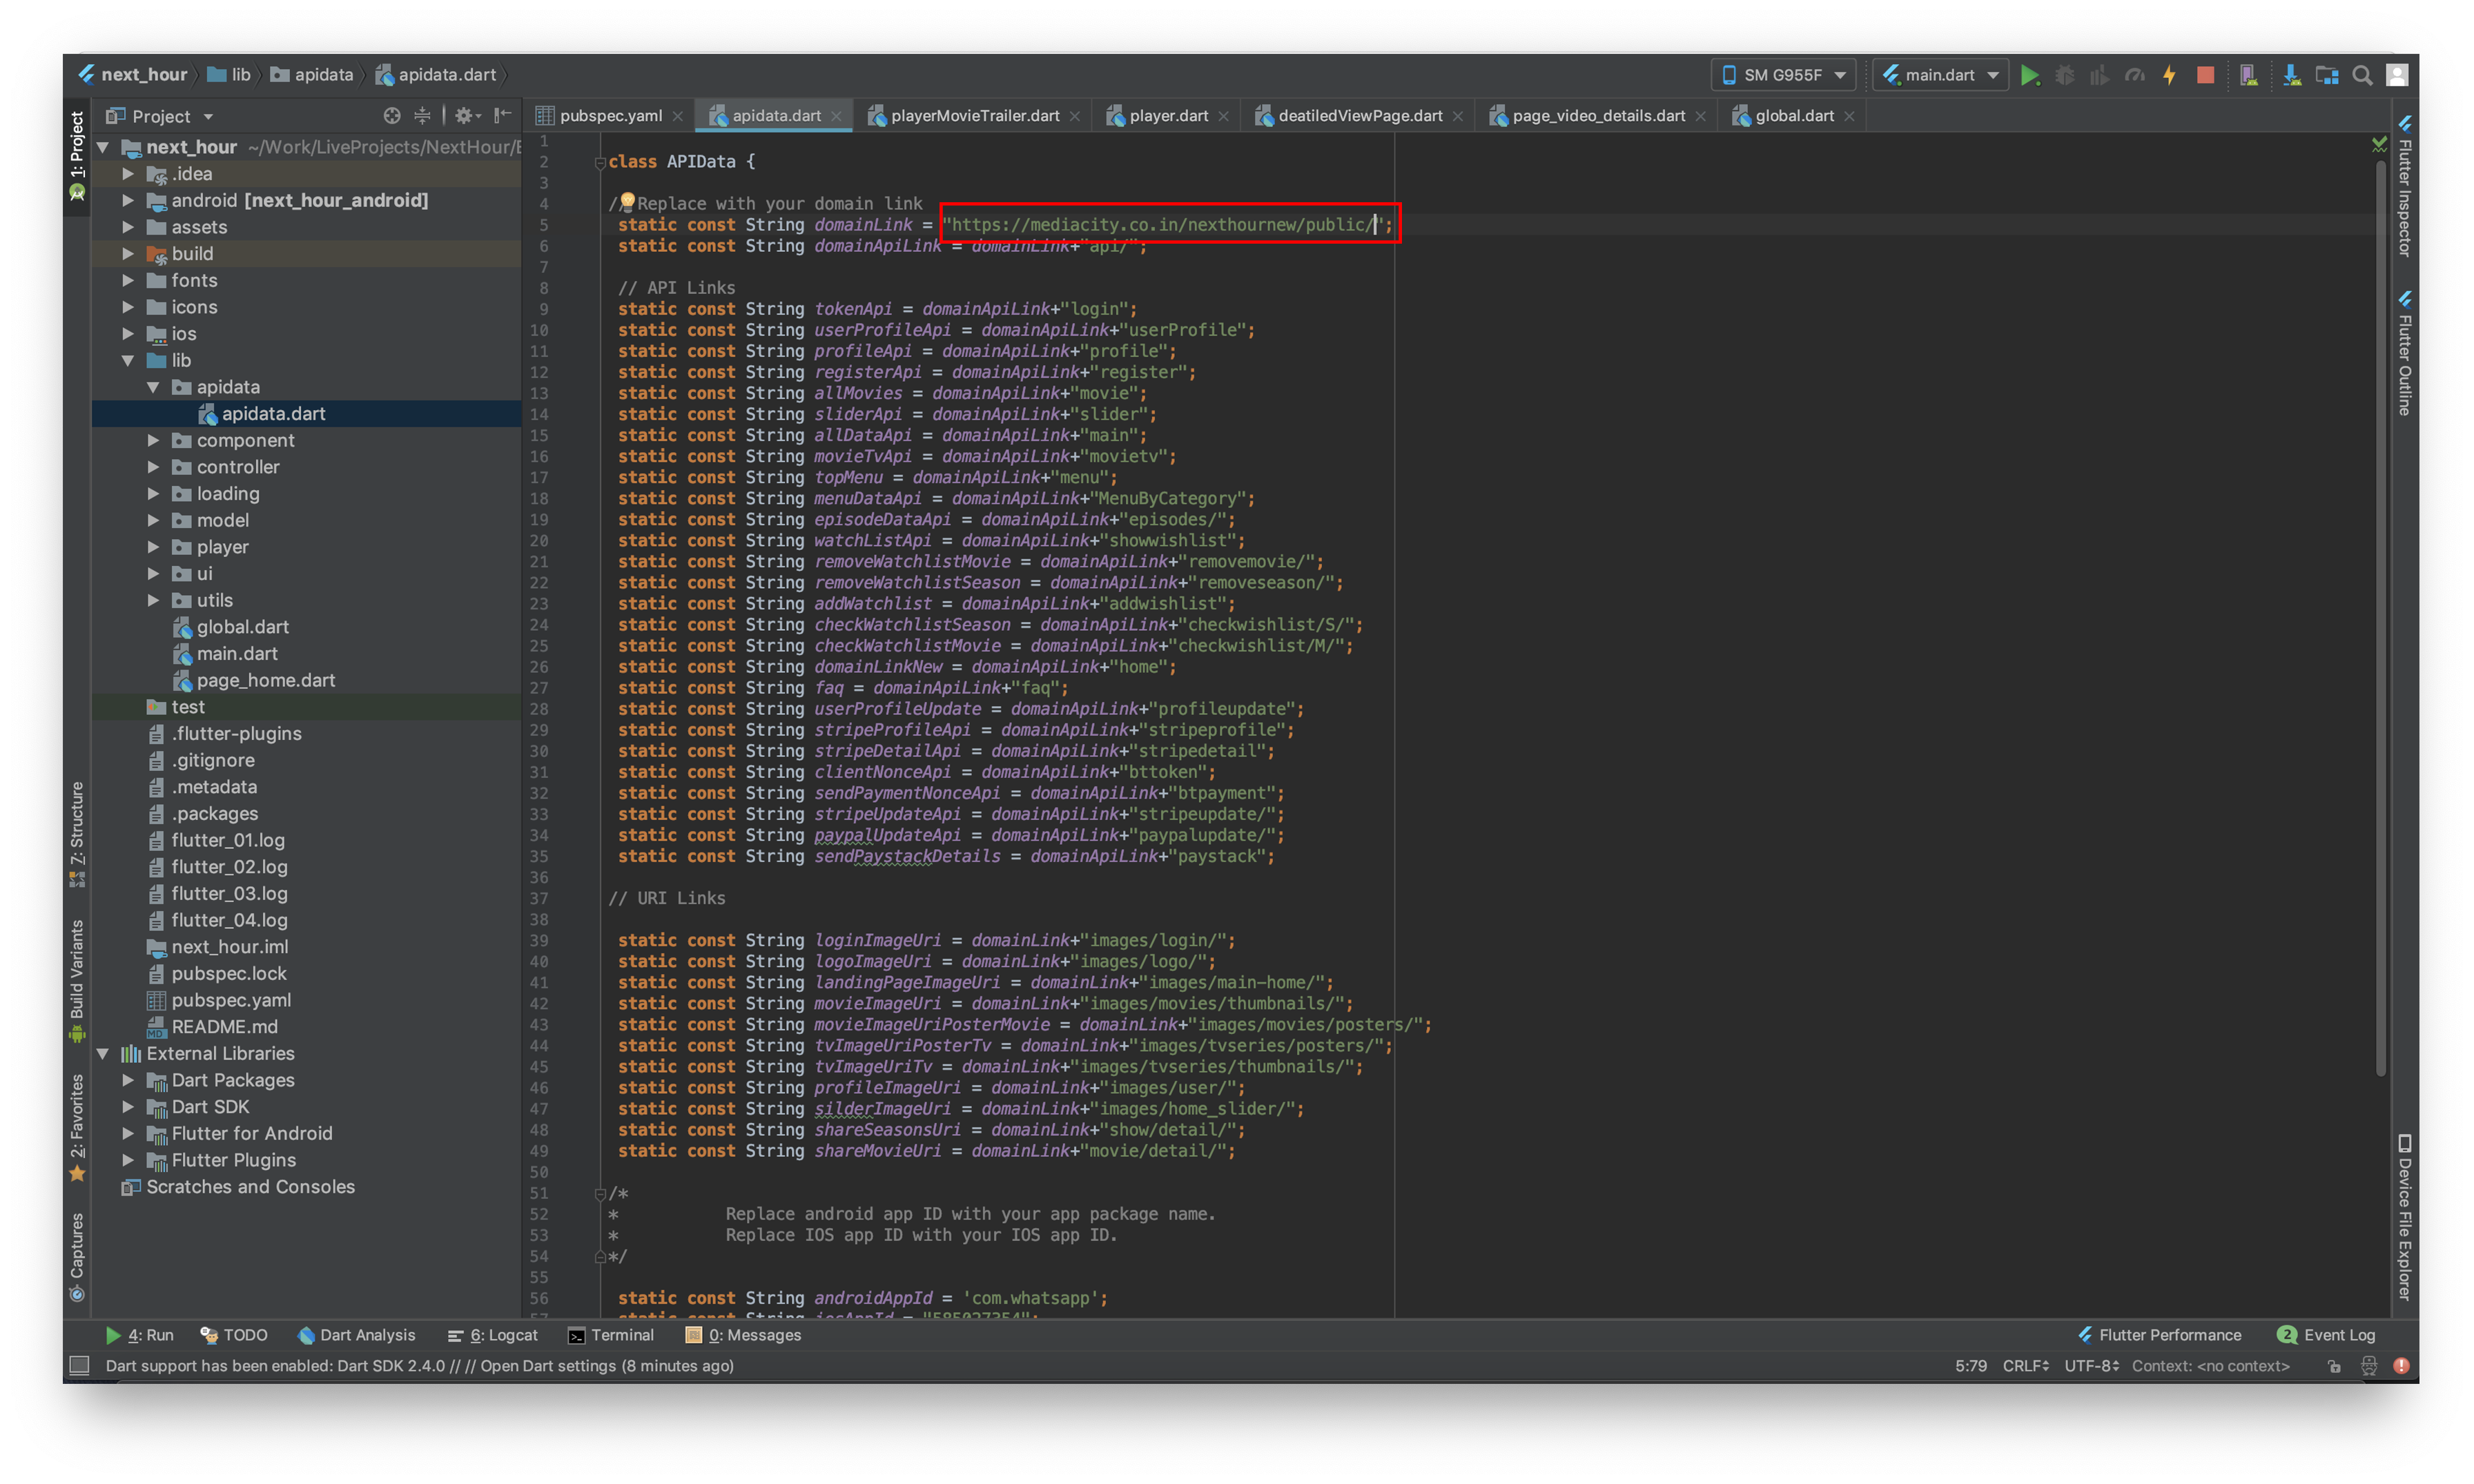 next_hour lib apidata apidata.dart SM G955F main.dart
Project
pubspec.yaml apidata.dart playerMovieTrailer.dart player.dart deatiledViewPage.dart page_video_details.dart global.dart
1: Project
7: Structure
Build Variants
2: Favorites
Captures
next_hour ~/Work/LiveProjects/NextHour/
.idea
android [next_hour_android]
assets
build
fonts
icons
ios
lib
apidata
apidata.dart
component
controller
loading
model
player
ui
utils
global.dart
main.dart
page_home.dart
test
.flutter-plugins
.gitignore
.metadata
.packages
flutter_01.log
flutter_02.log
flutter_03.log
flutter_04.log
next_hour.iml
pubspec.lock
pubspec.yaml
README.md
External Libraries
Dart Packages
Dart SDK
Flutter for Android
Flutter Plugins
Scratches and Consoles
1
2 class APIData {
3
4 // Replace with your domain link
5 static const String domainLink = "https://mediacity.co.in/nexthournew/public/";
6 static const String domainApiLink = domainLink+"api/";
7
8 // API Links
9 static const String tokenApi = domainApiLink+"login";
10 static const String userProfileApi = domainApiLink+"userProfile";
11 static const String profileApi = domainApiLink+"profile";
12 static const String registerApi = domainApiLink+"register";
13 static const String allMovies = domainApiLink+"movie";
14 static const String sliderApi = domainApiLink+"slider";
15 static const String allDataApi = domainApiLink+"main";
16 static const String movieTvApi = domainApiLink+"movietv";
17 static const String topMenu = domainApiLink+"menu";
18 static const String menuDataApi = domainApiLink+"MenuByCategory";
19 static const String episodeDataApi = domainApiLink+"episodes/";
20 static const String watchListApi = domainApiLink+"showwishlist";
21 static const String removeWatchlistMovie = domainApiLink+"removemovie/";
22 static const String removeWatchlistSeason = domainApiLink+"removeseason/";
23 static const String addWatchlist = domainApiLink+"addwishlist";
24 static const String checkWatchlistSeason = domainApiLink+"checkwishlist/S/";
25 static const String checkWatchlistMovie = domainApiLink+"checkwishlist/M/";
26 static const String domainLinkNew = domainApiLink+"home";
27 static const String faq = domainApiLink+"faq";
28 static const String userProfileUpdate = domainApiLink+"profileupdate";
29 static const String stripeProfileApi = domainApiLink+"stripeprofile";
30 static const String stripeDetailApi = domainApiLink+"stripedetail";
31 static const String clientNonceApi = domainApiLink+"bttoken";
32 static const String sendPaymentNonceApi = domainApiLink+"btpayment";
33 static const String stripeUpdateApi = domainApiLink+"stripeupdate/";
34 static const String paypalUpdateApi = domainApiLink+"paypalupdate/";
35 static const String sendPaystackDetails = domainApiLink+"paystack";
36
37 // URI Links
38
39 static const String loginImageUri = domainLink+"images/login/";
40 static const String logoImageUri = domainLink+"images/logo/";
41 static const String landingPageImageUri = domainLink+"images/main-home/";
42 static const String movieImageUri = domainLink+"images/movies/thumbnails/";
43 static const String movieImageUriPosterMovie = domainLink+"images/movies/posters/";
44 static const String tvImageUriPosterTv = domainLink+"images/tvseries/posters/";
45 static const String tvImageUriTv = domainLink+"images/tvseries/thumbnails/";
46 static const String profileImageUri = domainLink+"images/user/";
47 static const String silderImageUri = domainLink+"images/home_slider/";
48 static const String shareSeasonsUri = domainLink+"show/detail/";
49 static const String shareMovieUri = domainLink+"movie/detail/";
50
51 /*
52 * Replace android app ID with your app package name.
53 * Replace IOS app ID with your IOS app ID.
54 */
55
56 static const String androidAppId = 'com.whatsapp';
57 static const String iosAppId = "585027354";
Flutter Inspector
Flutter Outline
Device File Explorer
4: Run TODO Dart Analysis 6: Logcat Terminal 0: Messages Flutter Performance 2 Event Log
Dart support has been enabled: Dart SDK 2.4.0 // // Open Dart settings (8 minutes ago) 5:79 CRLF UTF-8 Context: <no context>